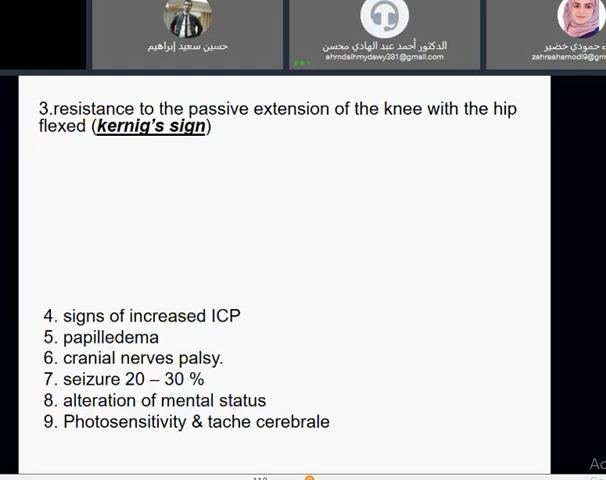 حسين سعيد إبراهيم
الدكتور أحمد عبد الهادي محسن
ahmdalhmydawy381@gmail.com
ء حمودي خضير
zahraahamodi9@gm
3.resistance to the passive extension of the knee with the hip
flexed (kernig's sign)
4. signs of increased ICP
5. papilledema
6. cranial nerves palsy.
7. seizure 20 – 30 %
8. alteration of mental status
9. Photosensitivity & tache cerebrale
Ac